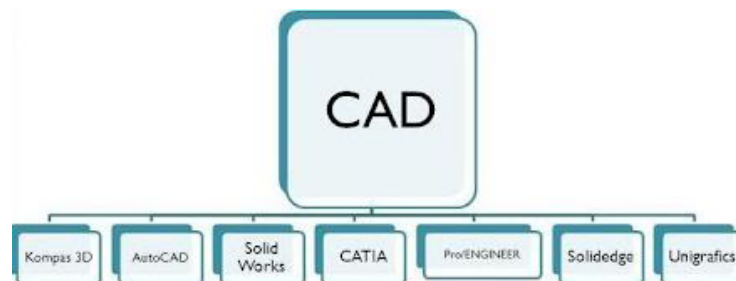 CAD
Kompas 3D
AutoCAD
Solid
Works
CATIA
Pro/ENGINEER
Solidedge
Unigrafics